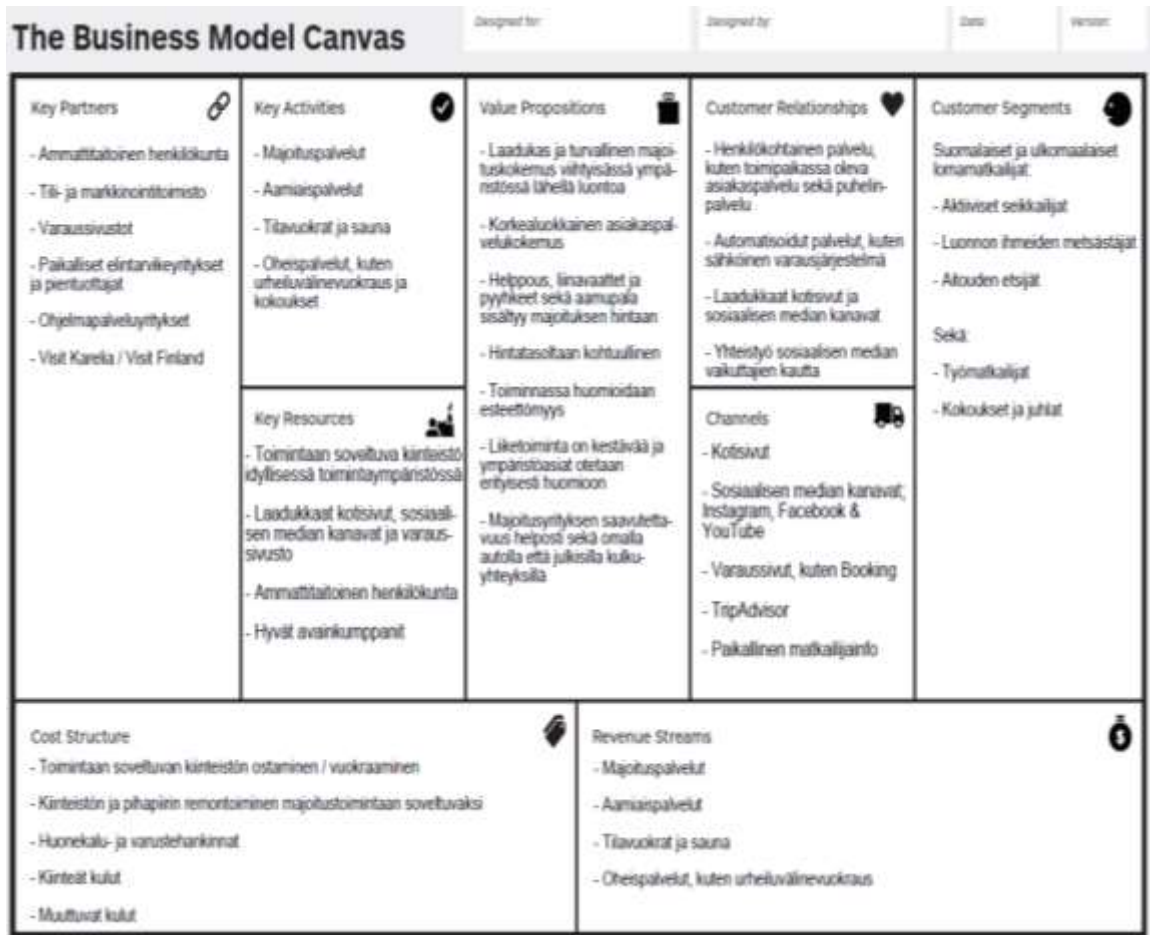 The Business Model Canvas
Designed for:
Designed by:
Date:
Version:
Key Partners
- Ammattitaitoinen henkilökunta
- Tili- ja markkinointitoimisto
- Varaussivustot
- Paikalliset elintarvikeyritykset
ja pientuottajat
- Ohjelmapalveluyritykset
- Visit Karelia / Visit Finland
Key Activities
- Majoituspalvelut
- Aamiaispalvelut
- Tilavuokrat ja sauna
- Oheispalvelut, kuten
urheiluvälinevuokraus ja
kokoukset
Key Resources
- Toimintaan soveltuva kiinteistö
idyllisessä toimintaympäristössä
- Laadukkaat kotisivut, sosiaali-
sen median kanavat ja varaus-
sivusto
- Ammattitaitoinen henkilökunta
- Hyvät avainkumppanit
Value Propositions
- Laadukas ja turvallinen majoi-
tuskokemus viihtyisässä ympä-
ristössä lähellä luontoa
- Korkealuokkainen asiakaspal-
velukokemus
- Helppous, liinavaatteet ja
pyyhkeet sekä aamupala
sisältyy majoituksen hintaan
- Hintatasoltaan kohtuullinen
- Toiminnassa huomioidaan
esteettömyys
- Liiketoiminta on kestävää ja
ympäristöasiat otetaan
erityisesti huomioon
- Majoitusyrityksen saavutetta-
vuus helposti sekä omalla
autolla että julkisilla kulku-
yhteyksillä
Customer Relationships
- Henkilökohtainen palvelu,
kuten toimipaikassa oleva
asiakaspalvelu sekä puhelin-
palvelu
- Automatisoidut palvelut, kuten
sähköinen varausjärjestelmä
- Laadukkaat kotisivut ja
sosiaalisen median kanavat
- Yhteistyö sosiaalisen median
vaikuttajien kautta
Channels
- Kotisivut
- Sosiaalisen median kanavat;
Instagram, Facebook &
YouTube
- Varaussivut, kuten Booking
- TripAdvisor
- Paikallinen matkailijainfo
Customer Segments
Suomalaiset ja ulkomaalaiset
lomamatkailijat:
- Aktiiviset seikkailijat
- Luonnon ihmeiden metsästäjät
- Aitouden etsijät
Sekä:
- Työmatkailijat
- Kokoukset ja juhlat
Cost Structure
- Toimintaan soveltuvan kiinteistön ostaminen / vuokraaminen
- Kiinteistön ja pihapiirin remontoiminen majoitustoimintaan soveltuvaksi
- Huonekalu- ja varustehankinnat
- Kiinteät kulut
- Muuttuvat kulut
Revenue Streams
- Majoituspalvelut
- Aamiaispalvelut
- Tilavuokrat ja sauna
- Oheispalvelut, kuten urheiluvälinevuokraus